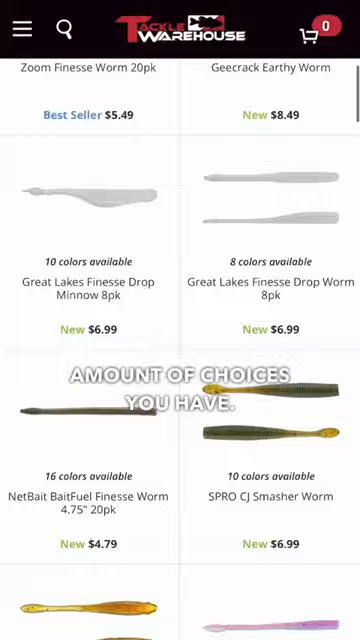 TACKLE
WAREHOUSE
0
Zoom Finesse Worm 20pk
Geecrack Earthy Worm
Best Seller $5.49
New $8.49
10 colors available
8 colors available
Great Lakes Finesse Drop
Minnow 8pk
Great Lakes Finesse Drop Worm
8pk
New $6.99
New $6.99
AMOUNT OF CHOICES
YOU HAVE.
16 colors available
10 colors available
NetBait BaitFuel Finesse Worm
4.75" 20pk
SPRO CJ Smasher Worm
New $4.79
New $6.99